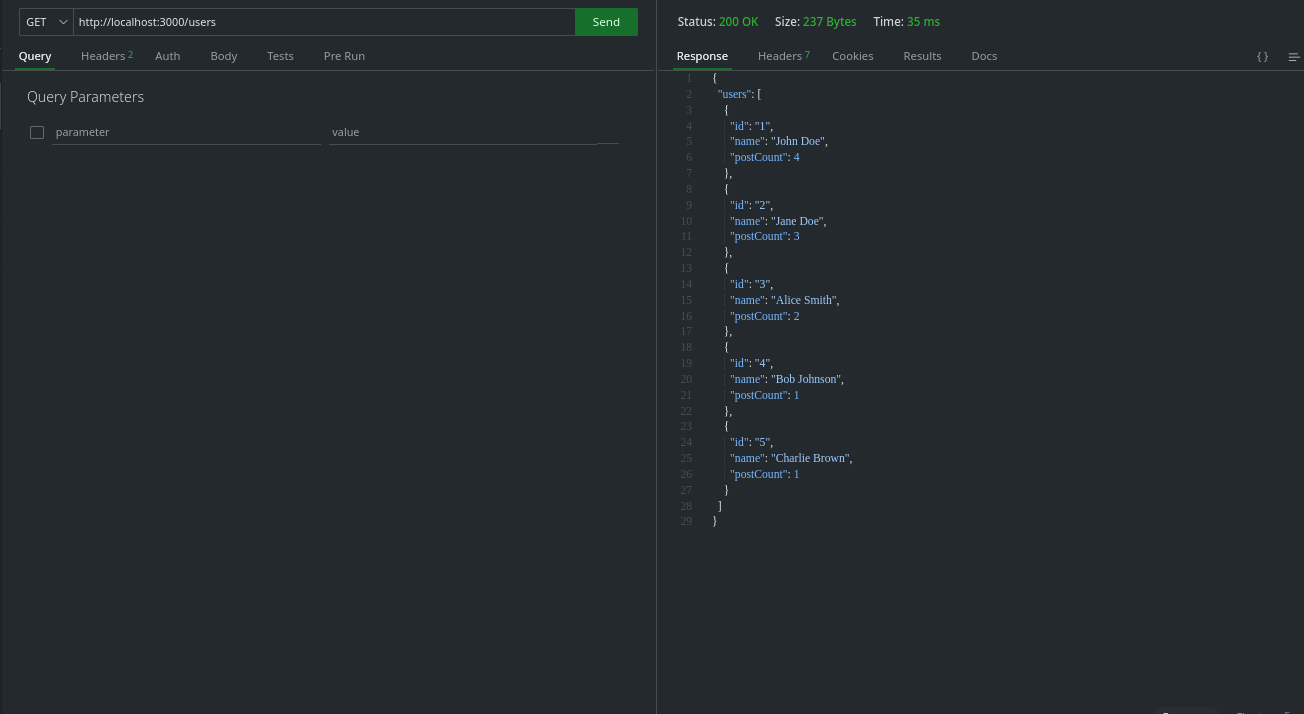 GET http://localhost:3000/users Send
Query Headers 2 Auth Body Tests Pre Run
Query Parameters
parameter value
Status: 200 OK Size: 237 Bytes Time: 35 ms
Response Headers 7 Cookies Results Docs {}
1 {
2 "users": [
3 {
4 "id": "1",
5 "name": "John Doe",
6 "postCount": 4
7 },
8 {
9 "id": "2",
10 "name": "Jane Doe",
11 "postCount": 3
12 },
13 {
14 "id": "3",
15 "name": "Alice Smith",
16 "postCount": 2
17 },
18 {
19 "id": "4",
20 "name": "Bob Johnson",
21 "postCount": 1
22 },
23 {
24 "id": "5",
25 "name": "Charlie Brown",
26 "postCount": 1
27 }
28 ]
29 }